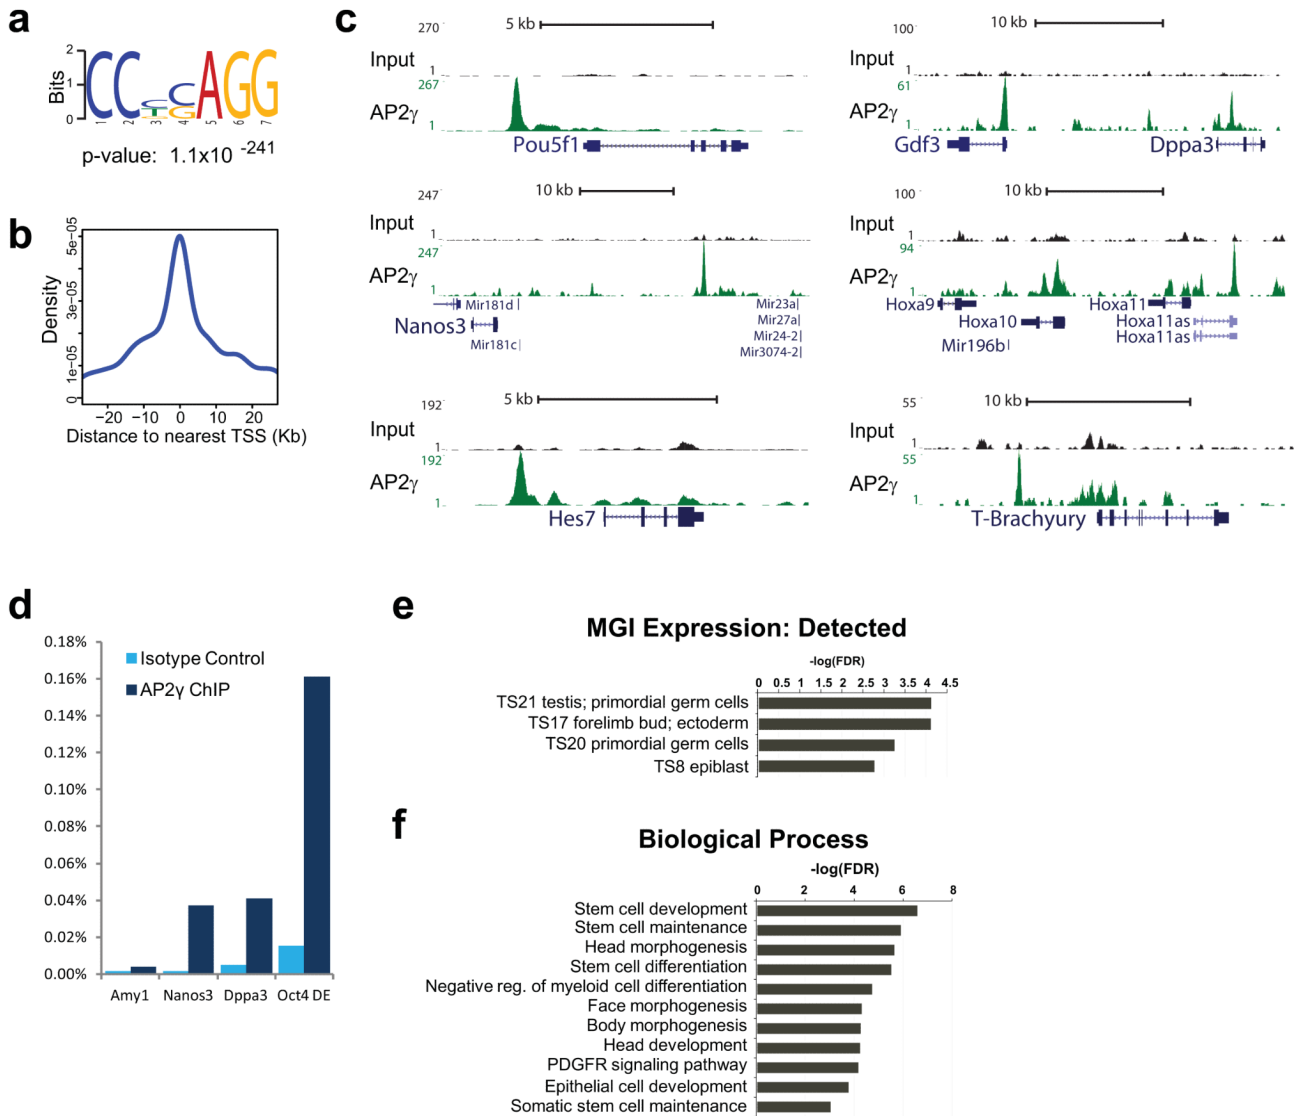 a
Bits
2
1
0
CCCCAGG
TG
1 2 3 4 5 6 7
p-value: 1.1x10 -241
b
Density
5e−05
3e−05
1e−05
0
−20 −10 0 10 20
Distance to nearest TSS (Kb)
c
270
5 kb
Input
1
267
AP2γ
1
Pou5f1
100
10 kb
Input
1
61
AP2γ
1
Gdf3
Dppa3
247
10 kb
Input
1
247
AP2γ
1
Mir181d
Nanos3
Mir181c
Mir23a
Mir27a
Mir24-2
Mir3074-2
100
10 kb
Input
1
94
AP2γ
1
Hoxa9
Hoxa11
Hoxa10
Hoxa11as
Hoxa11as
Mir196b
192
5 kb
Input
1
192
AP2γ
1
Hes7
55
10 kb
Input
1
55
AP2γ
1
T-Brachyury
d
0.18%
0.16%
0.14%
0.12%
0.10%
0.08%
0.06%
0.04%
0.02%
0.00%
Isotype Control
AP2γ ChIP
Amy1 Nanos3 Dppa3 Oct4 DE
e
MGI Expression: Detected
-log(FDR)
0 0.5 1 1.5 2 2.5 3 3.5 4 4.5
TS21 testis; primordial germ cells
TS17 forelimb bud; ectoderm
TS20 primordial germ cells
TS8 epiblast
f
Biological Process
-log(FDR)
0 2 4 6 8
Stem cell development
Stem cell maintenance
Head morphogenesis
Stem cell differentiation
Negative reg. of myeloid cell differentiation
Face morphogenesis
Body morphogenesis
Head development
PDGFR signaling pathway
Epithelial cell development
Somatic stem cell maintenance